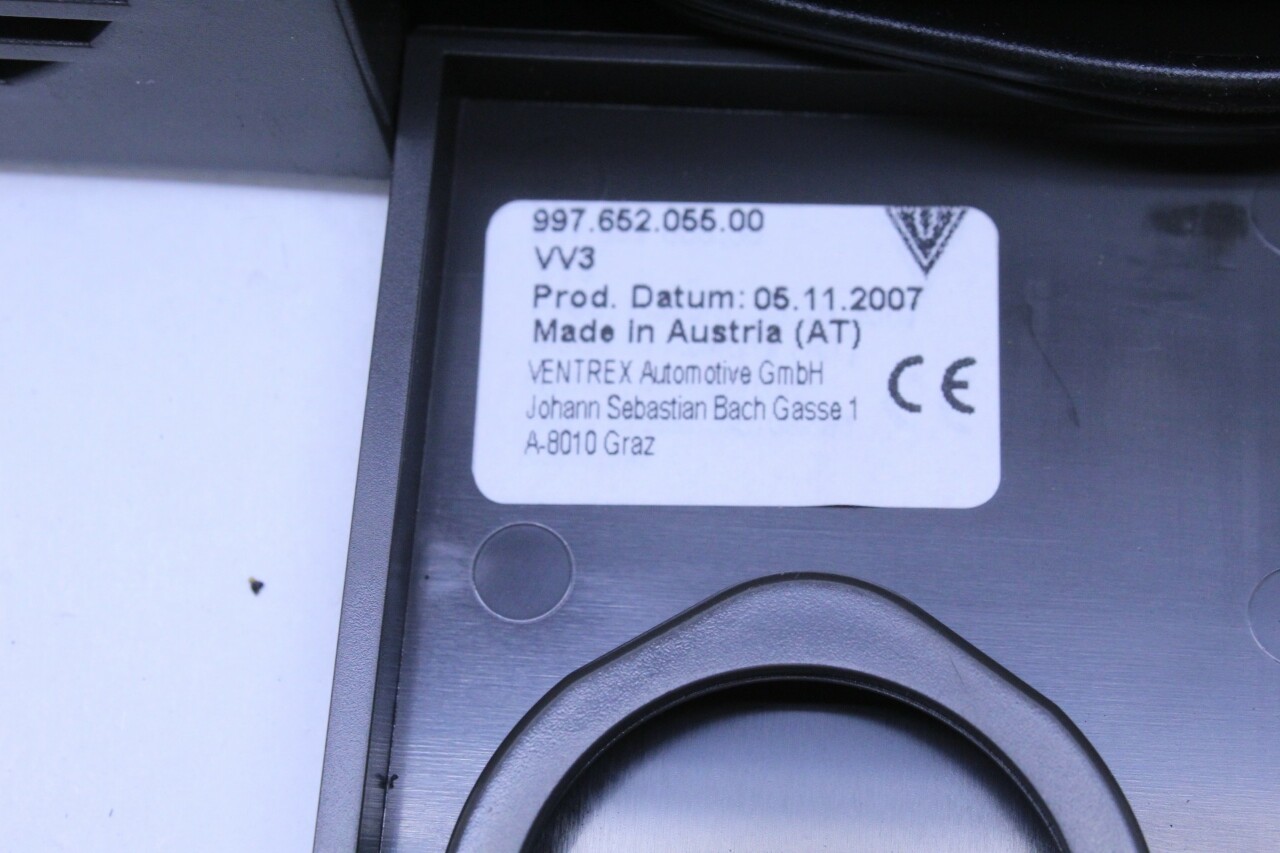 997.652.055.00
VV3
Prod. Datum: 05.11.2007
Made in Austria (AT)
VENTREX Automotive GmbH
Johann Sebastian Bach Gasse 1
A-8010 Graz
CE